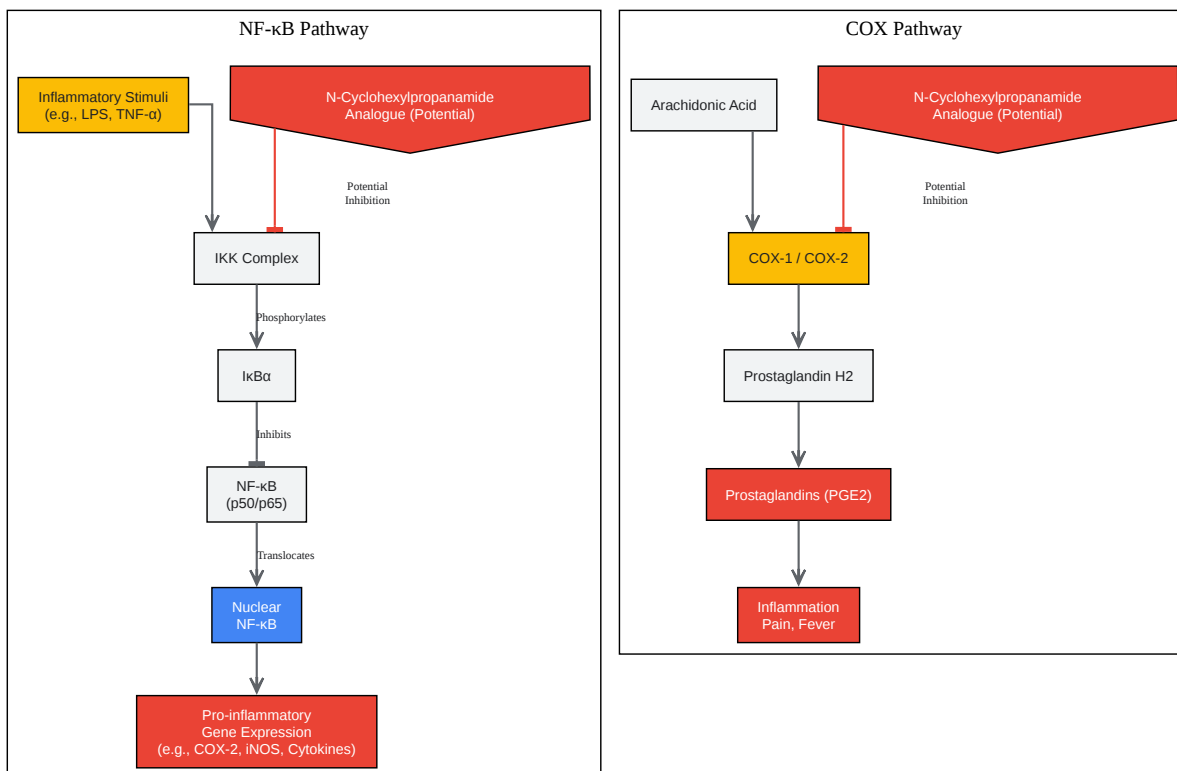 NF-κB Pathway
Inflammatory Stimuli
(e.g., LPS, TNF-α)
N-Cyclohexylpropanamide
Analogue (Potential)
Potential
Inhibition
IKK Complex
Phosphorylates
IκBα
Inhibits
NF-κB
(p50/p65)
Translocates
Nuclear
NF-κB
Pro-inflammatory
Gene Expression
(e.g., COX-2, iNOS, Cytokines)
COX Pathway
Arachidonic Acid
N-Cyclohexylpropanamide
Analogue (Potential)
Potential
Inhibition
COX-1 / COX-2
Prostaglandin H2
Prostaglandins (PGE2)
Inflammation
Pain, Fever